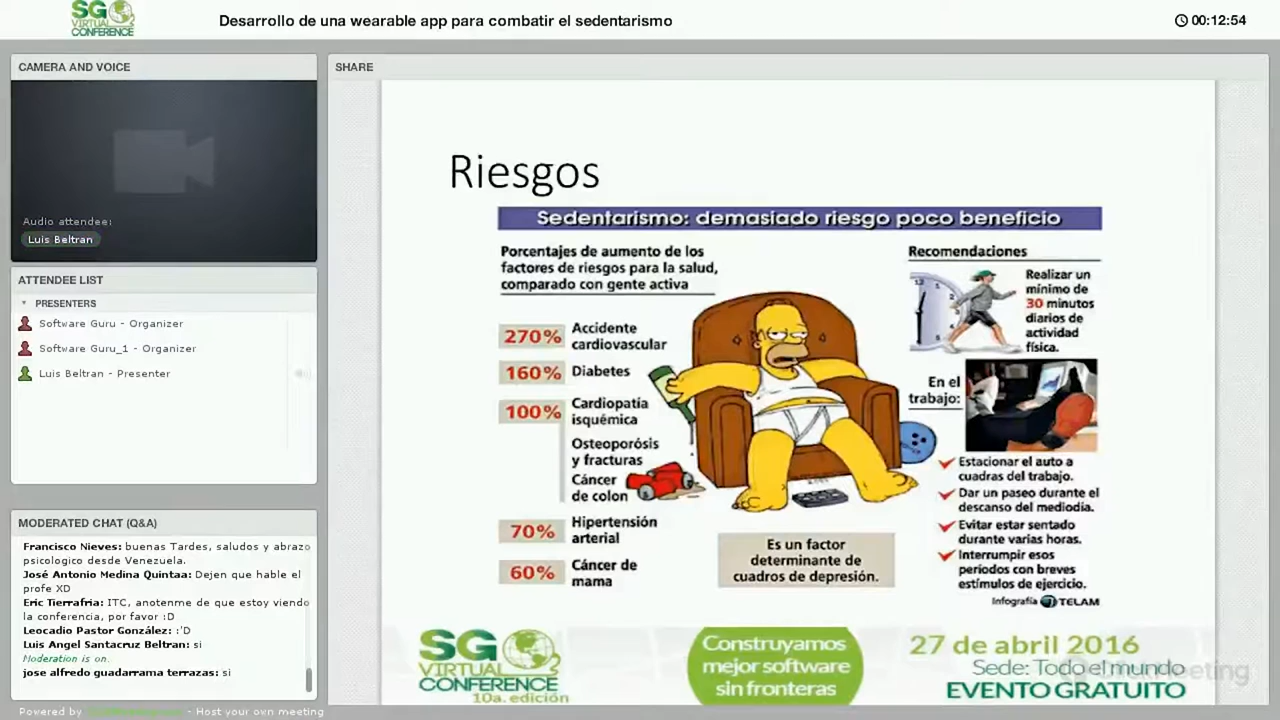 SG
VIRTUAL
CONFERENCE
Desarrollo de una wearable app para combatir el sedentarismo
00:12:54
CAMERA AND VOICE
Audio attendee:
Luis Beltran
ATTENDEE LIST
PRESENTERS
Software Guru - Organizer
Software Guru_1 - Organizer
Luis Beltran - Presenter
MODERATED CHAT (Q&A)
Francisco Nieves: buenas Tardes, saludos y abrazo
psicologico desde Venezuela.
José Antonio Medina Quintaa: Dejen que hable el
profe XD
Eric Tierrafria: ITC, anotenme de que estoy viendo
la conferencia, por favor :D
Leocadio Pastor González: :'D
Luis Angel Santacruz Beltran: si
Moderation is on.
jose alfredo guadarrama terrazas: si
Powered by
- Host your own meeting
SHARE
Riesgos
Sedentarismo: demasiado riesgo poco beneficio
Porcentajes de aumento de los
factores de riesgos para la salud,
comparado con gente activa
270% Accidente
cardiovascular
160% Diabetes
100% Cardiopatía
isquémica
Osteoporósis
y fracturas
Cáncer
de colon
70% Hipertensión
arterial
60% Cáncer de
mama
Es un factor
determinante de
cuadros de depresión.
Recomendaciones
12
Realizar un
mínimo de
30 minutos
diarios de
actividad
física.
En el
trabajo:
Estacionar el auto a
cuadras del trabajo.
Dar un paseo durante el
descanso del mediodía.
Evitar estar sentado
durante varias horas.
Interrumpir esos
períodos con breves
estímulos de ejercicio.
Infografía TELAM
SG
VIRTUAL
CONFERENCE
10a. edición
Construyamos
mejor software
sin fronteras
27 de abril 2016
Sede: Todo el mundo
EVENTO GRATUITO